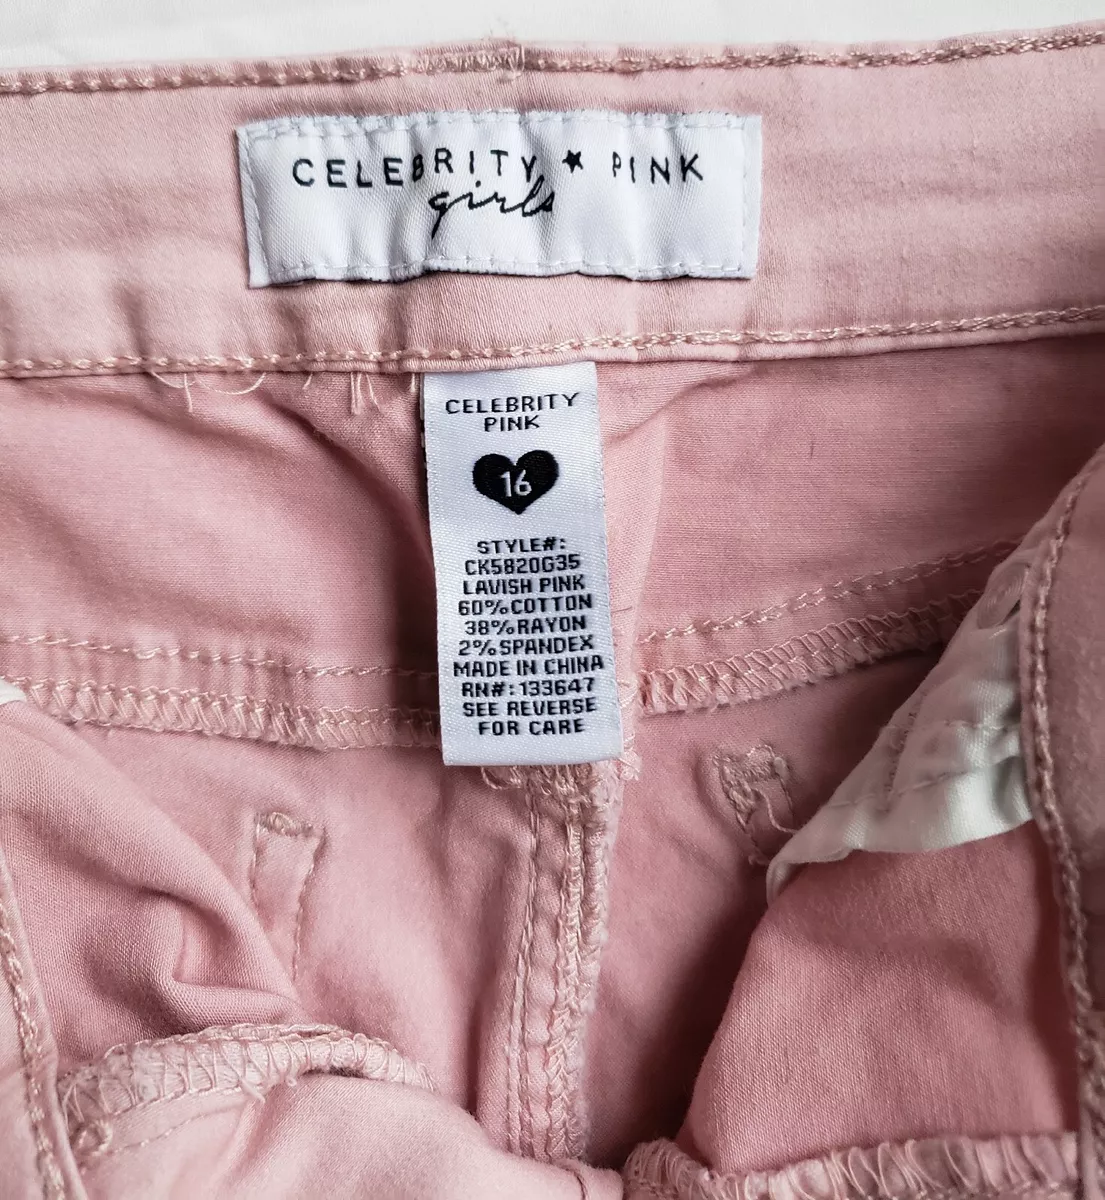 CELEBRITY ★ PINK
girls
CELEBRITY
PINK
16
STYLE#:
CK5820G35
LAVISH PINK
60%COTTON
38%RAYON
2%SPANDEX
MADE IN CHINA
RN#:133647
SEE REVERSE
FOR CARE